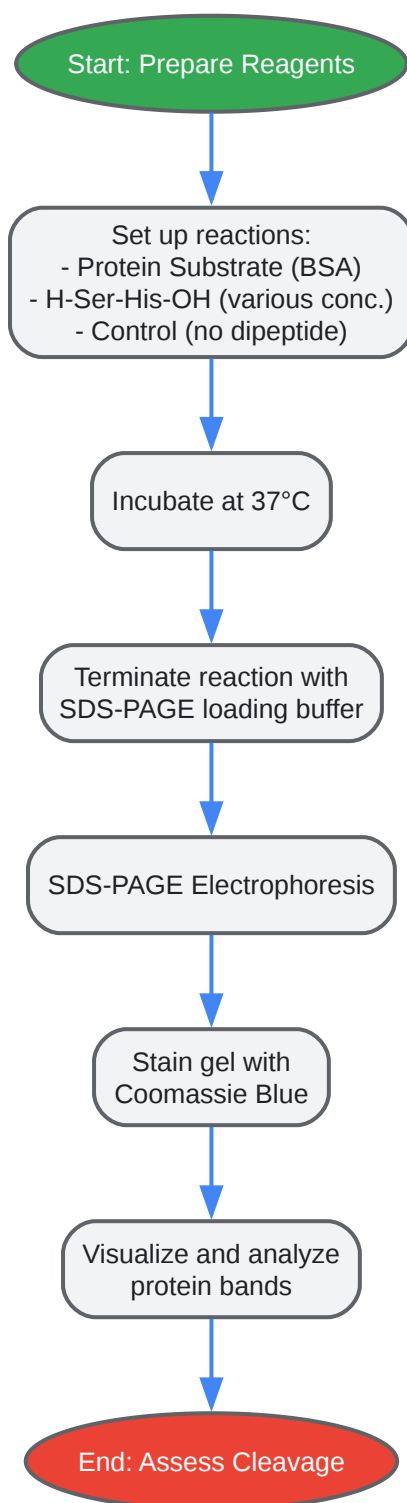 Start: Prepare Reagents
Set up reactions:
- Protein Substrate (BSA)
- H-Ser-His-OH (various conc.)
- Control (no dipeptide)
Incubate at 37°C
Terminate reaction with
SDS-PAGE loading buffer
SDS-PAGE Electrophoresis
Stain gel with
Coomassie Blue
Visualize and analyze
protein bands
End: Assess Cleavage